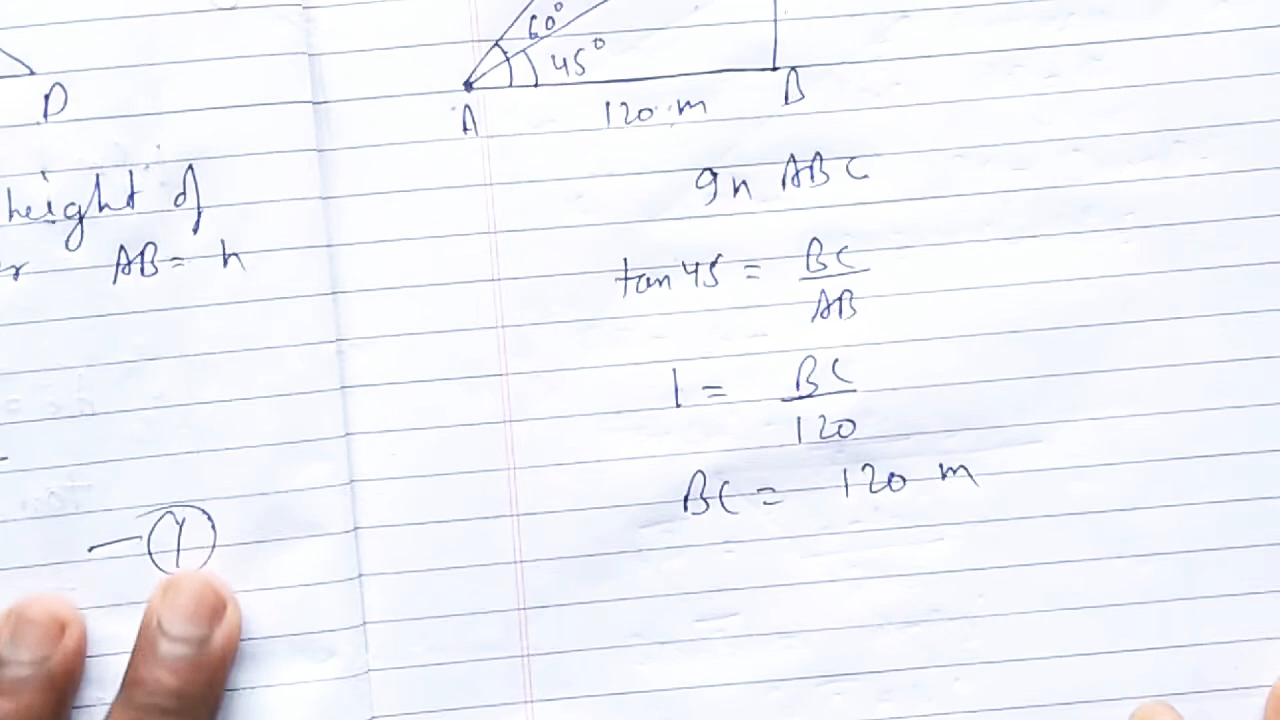 D
height of
AB = h
1
60°
45°
A
120 m
B
In ABC
tan 45 = BC
AB
1 = BC
120
BC = 120 m